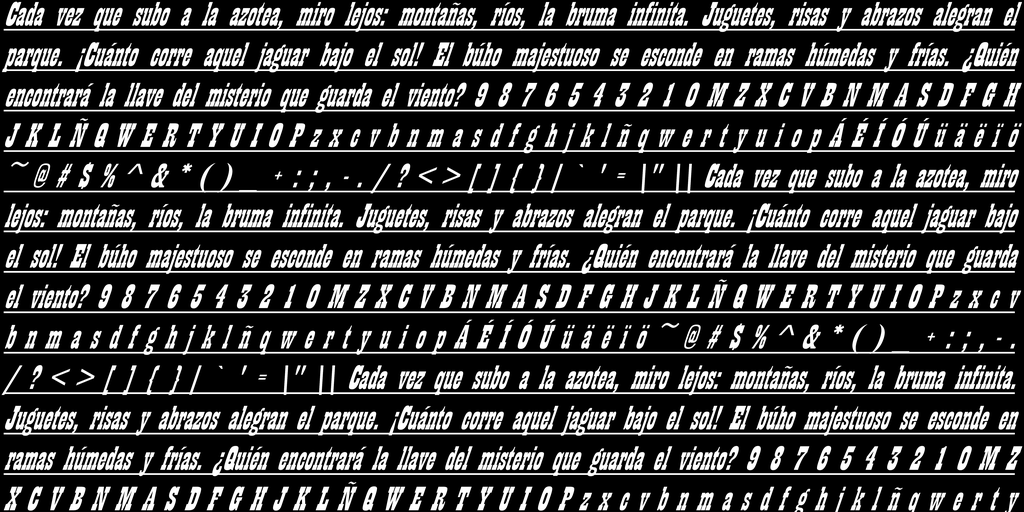 Cada vez que subo a la azotea, miro lejos: montañas, ríos, la bruma infinita. Juguetes, risas y abrazos alegran el
parque. ¡Cuánto corre aquel jaguar bajo el sol! El búho majestuoso se esconde en ramas húmedas y frías. ¿Quién
encontrará la llave del misterio que guarda el viento? 9 8 7 6 5 4 3 2 1 0 M Z X C V B N M A S D F G H
J K L Ñ Q W E R T Y U I O P z x c v b n m a s d f g h j k l ñ q w e r t y u i o p Á É Í Ó Ú ü ä ë ï ö
~ @ # $ % ^ & * ( ) _ + : ; , - . / ? < > [ ] { } | ` ' = | " | | Cada vez que subo a la azotea, miro
lejos: montañas, ríos, la bruma infinita. Juguetes, risas y abrazos alegran el parque. ¡Cuánto corre aquel jaguar bajo
el sol! El búho majestuoso se esconde en ramas húmedas y frías. ¿Quién encontrará la llave del misterio que guarda
el viento? 9 8 7 6 5 4 3 2 1 0 M Z X C V B N M A S D F G H J K L Ñ Q W E R T Y U I O P z x c v
b n m a s d f g h j k l ñ q w e r t y u i o p Á É Í Ó Ú ü ä ë ï ö ~ @ # $ % ^ & * ( ) _ + : ; , - .
/ ? < > [ ] { } | ` ' = | " | | Cada vez que subo a la azotea, miro lejos: montañas, ríos, la bruma infinita.
Juguetes, risas y abrazos alegran el parque. ¡Cuánto corre aquel jaguar bajo el sol! El búho majestuoso se esconde en
ramas húmedas y frías. ¿Quién encontrará la llave del misterio que guarda el viento? 9 8 7 6 5 4 3 2 1 0 M Z
X C V B N M A S D F G H J K L Ñ Q W E R T Y U I O P z x c v b n m a s d f g h j k l ñ q w e r t y